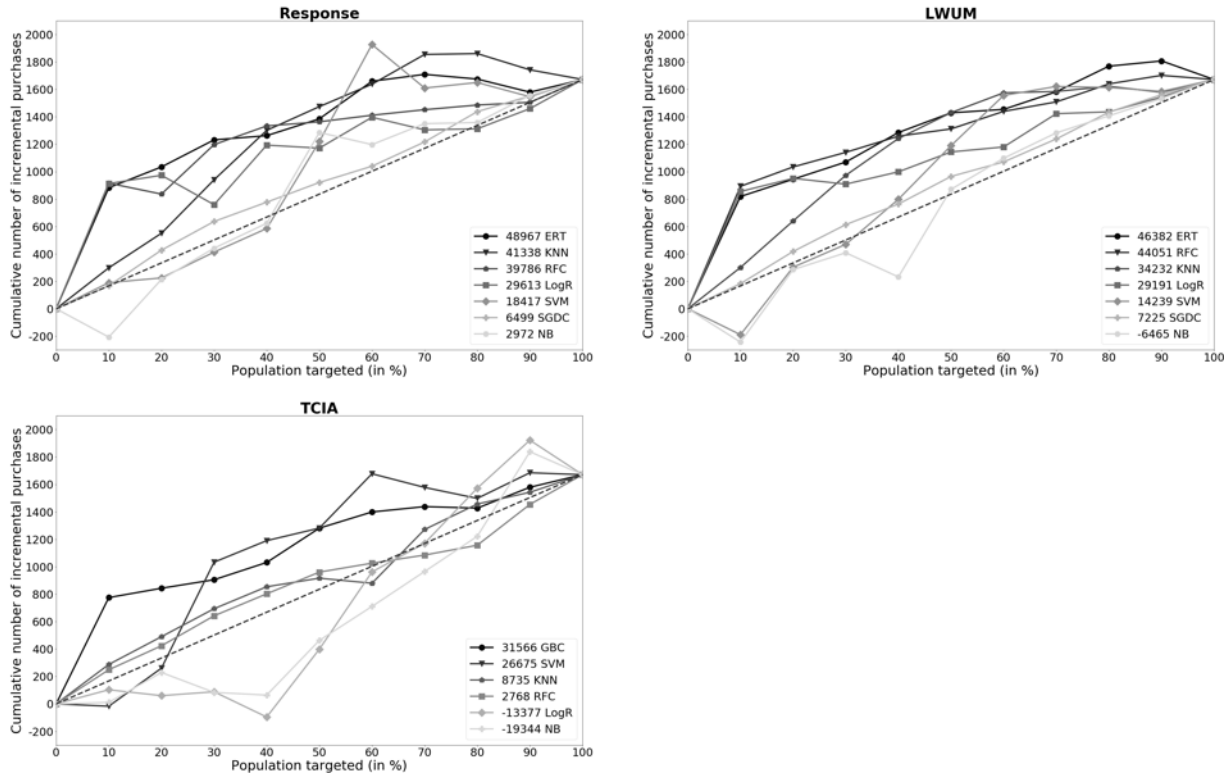 Response
Cumulative number of incremental purchases
2000
1800
1600
1400
1200
1000
800
600
400
200
0
-200
48967 ERT
41338 KNN
39786 RFC
29613 LogR
18417 SVM
6499 SGDC
2972 NB
0 10 20 30 40 50 60 70 80 90 100
Population targeted (in %)
LWUM
Cumulative number of incremental purchases
2000
1800
1600
1400
1200
1000
800
600
400
200
0
-200
46382 ERT
44051 RFC
34232 KNN
29191 LogR
14239 SVM
7225 SGDC
-6465 NB
0 10 20 30 40 50 60 70 80 90 100
Population targeted (in %)
TCIA
Cumulative number of incremental purchases
2000
1800
1600
1400
1200
1000
800
600
400
200
0
-200
31566 GBC
26675 SVM
8735 KNN
2768 RFC
-13377 LogR
-19344 NB
0 10 20 30 40 50 60 70 80 90 100
Population targeted (in %)